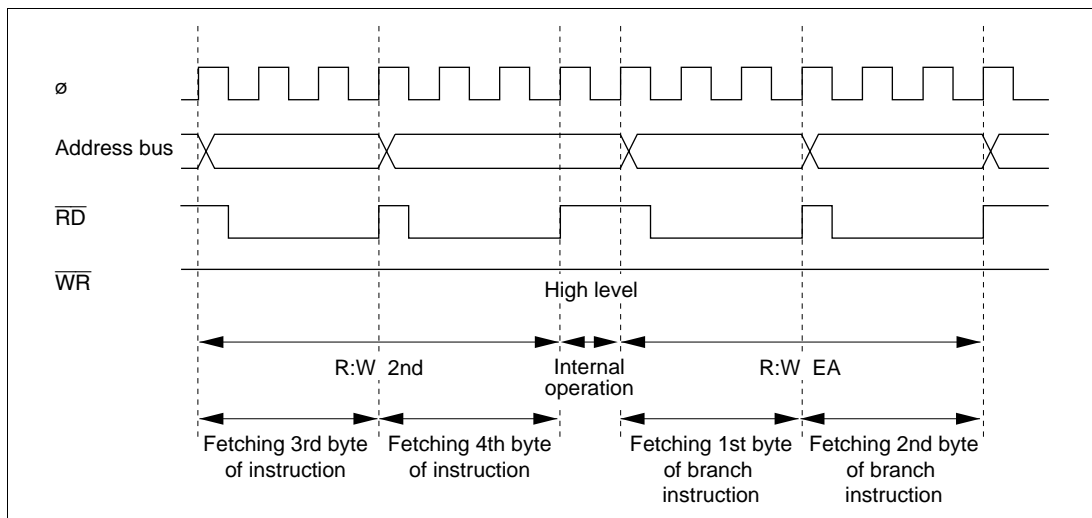 ø
Address bus
RD
WR
High level
R:W 2nd
Internal
operation
R:W EA
Fetching 3rd byte
of instruction
Fetching 4th byte
of instruction
Fetching 1st byte
of branch
instruction
Fetching 2nd byte
of branch
instruction